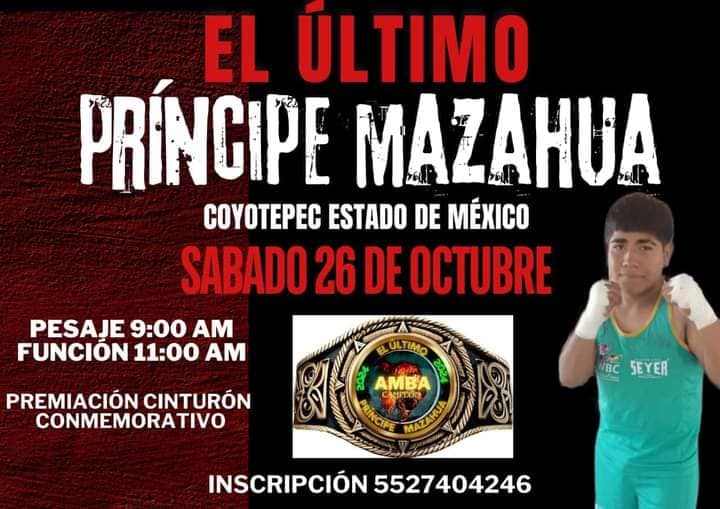 EL ÚLTIMO
PRÍNCIPE MAZAHUA
COYOTEPEC ESTADO DE MÉXICO
SABADO 26 DE OCTUBRE
PESAJE 9:00 AM
FUNCIÓN 11:00 AM
PREMIACIÓN CINTURÓN
CONMEMORATIVO
EL ÚLTIMO
2024
2024
AMBA
CAMPEON
PRÍNCIPE MAZAHUA
WBC
SEYER
INSCRIPCIÓN 5527404246